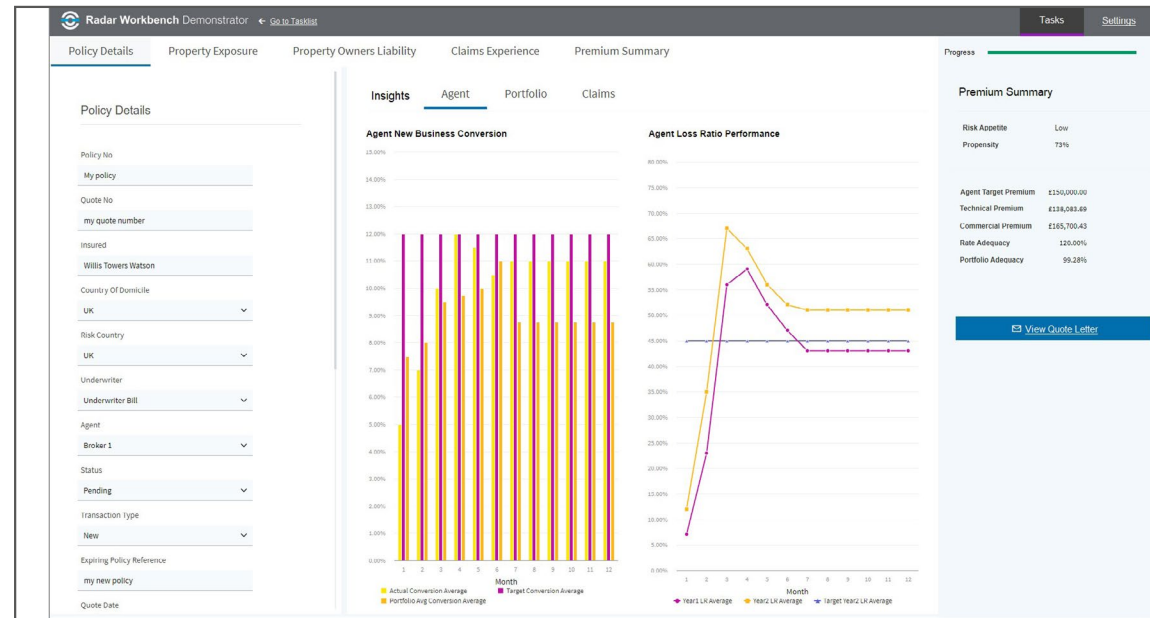 Radar Workbench Demonstrator ← Go to Tasklist
Tasks Settings
Policy Details Property Exposure Property Owners Liability Claims Experience Premium Summary
Policy Details
Policy No
My policy
Quote No
my quote number
Insured
Willis Towers Watson
Country Of Domicile
UK
Risk Country
UK
Underwriter
Underwriter Bill
Agent
Broker 1
Status
Pending
Transaction Type
New
Expiring Policy Reference
my new policy
Quote Date
Insights Agent Portfolio Claims
Agent New Business Conversion
15.00%
14.00%
13.00%
12.00%
11.00%
10.00%
9.00%
8.00%
7.00%
6.00%
5.00%
4.00%
3.00%
2.00%
1.00%
0.00%
1 2 3 4 5 6 7 8 9 10 11 12
Month
Actual Conversion Average Target Conversion Average
Portfolio Avg Conversion Average
Agent Loss Ratio Performance
80.00%
75.00%
70.00%
65.00%
60.00%
55.00%
50.00%
45.00%
40.00%
35.00%
30.00%
25.00%
20.00%
15.00%
10.00%
5.00%
0.00%
1 2 3 4 5 6 7 8 9 10 11 12
Month
Year1 LR Average Year2 LR Average Target Year2 LR Average
Progress
Premium Summary
Risk Appetite Low
Propensity 73%
Agent Target Premium £150,000.00
Technical Premium £138,083.69
Commercial Premium £165,700.43
Rate Adequacy 120.00%
Portfolio Adequacy 99.28%
View Quote Letter